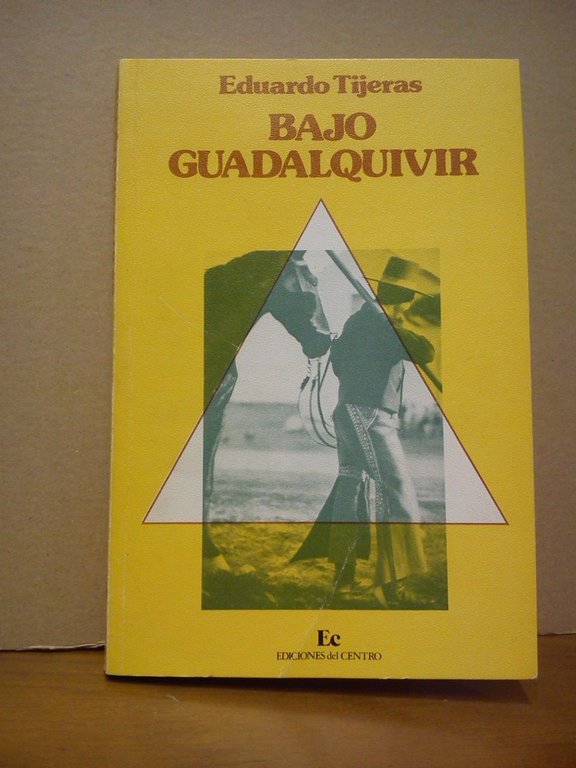 Eduardo Tijeras
BAJO
GUADALQUIVIR
Ec
EDICIONES del CENTRO